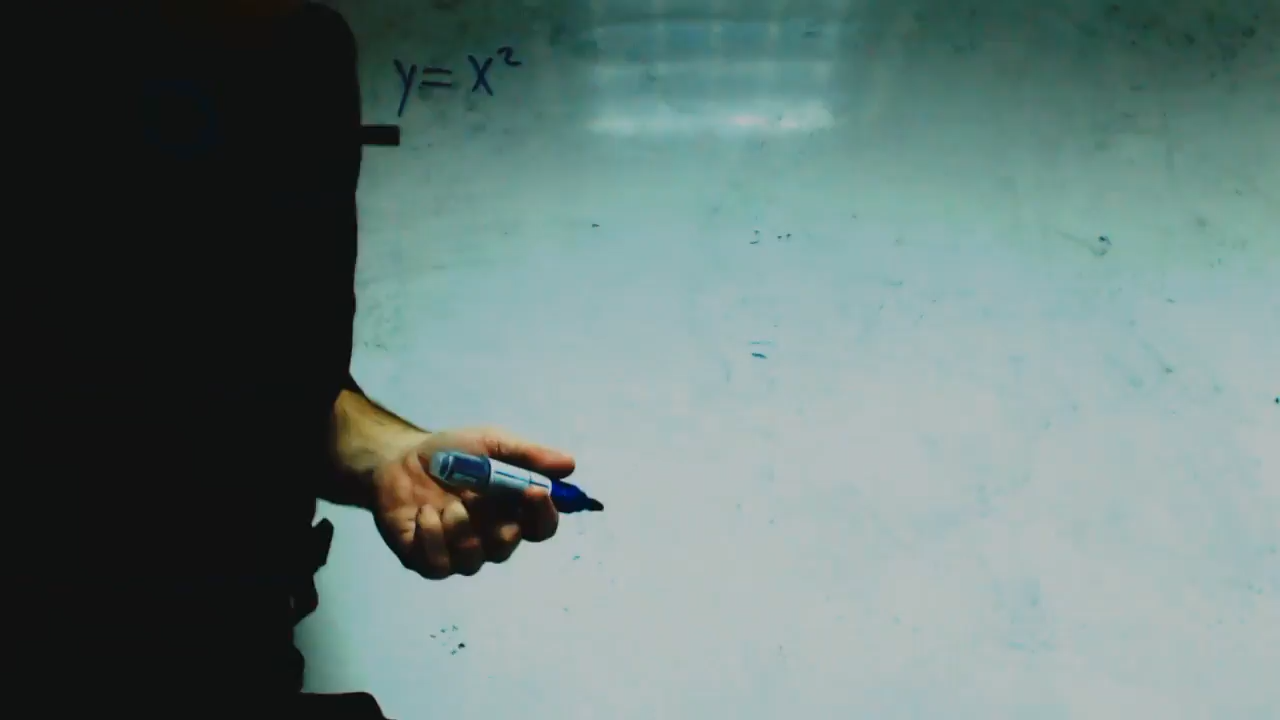 y = x²